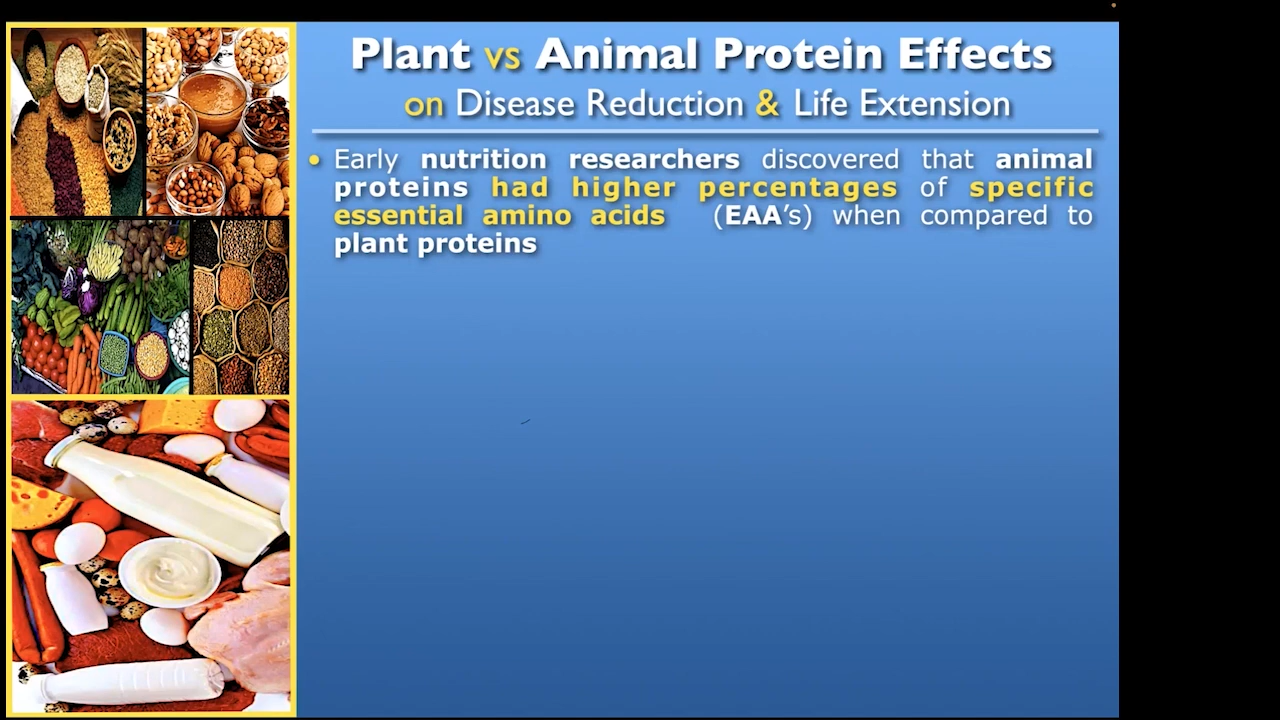 Plant vs Animal Protein Effects
on Disease Reduction & Life Extension
• Early nutrition researchers discovered that animal
proteins had higher percentages of specific
essential amino acids (EAA’s) when compared to
plant proteins